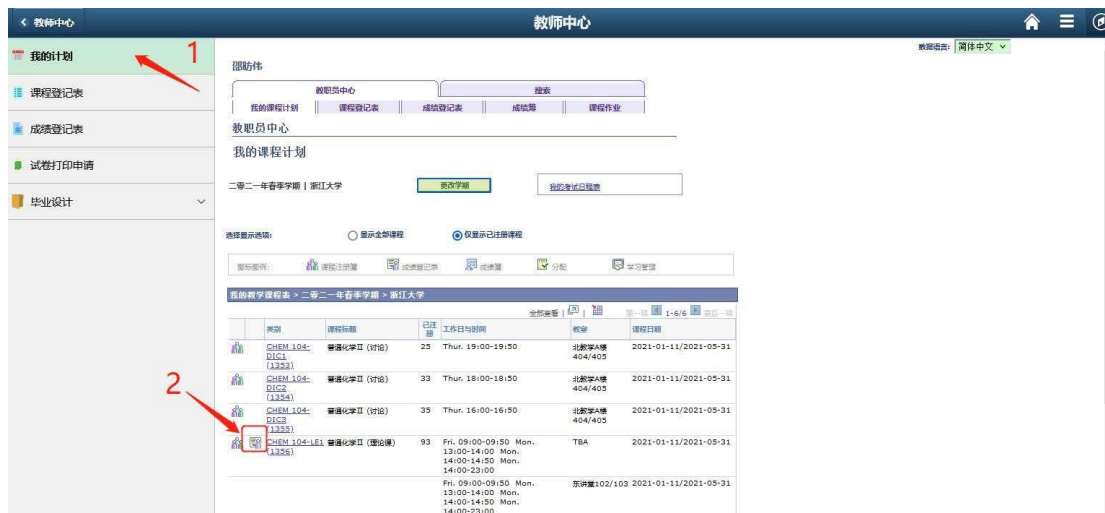 教师中心
教师中心
1
我的计划
课程登记表
成绩登记表
试卷打印申请
毕业设计
数据语言: 简体中文
邵昉伟
教职员中心
搜索
我的课程计划
课程登记表
成绩登记表
成绩簿
课程作业
教职员中心
我的课程计划
二零二一年春季学期 | 浙江大学
更改学期
我的考试日程表
选择显示选项:
显示全部课程
仅显示已注册课程
图标图例:
课程注册簿
成绩登记表
成绩簿
分配
学习管理
我的教学课程表 > 二零二一年春季学期 > 浙江大学
全部查看 | | 第一项 1-6/6 最后一项
类别 课程标题 已注册 工作日与时间 教室 课程日期
CHEM 104-DIC1 (1353) 普通化学II (讨论) 25 Thur. 19:00-19:50 北教学A楼 404/405 2021-01-11/2021-05-31
CHEM 104-DIC2 (1354) 普通化学II (讨论) 33 Thur. 18:00-18:50 北教学A楼 404/405 2021-01-11/2021-05-31
2
CHEM 104-DIC3 (1355) 普通化学II (讨论) 35 Thur. 16:00-16:50 北教学A楼 404/405 2021-01-11/2021-05-31
CHEM 104-LE1 (1356) 普通化学II (理论课) 93 Fri. 09:00-09:50 Mon. 13:00-14:00 Mon. 14:00-14:50 Mon. 14:00-23:00 TBA 2021-01-11/2021-05-31
Fri. 09:00-09:50 Mon. 13:00-14:00 Mon. 14:00-14:50 Mon. 14:00-23:00 东讲堂102/103 2021-01-11/2021-05-31